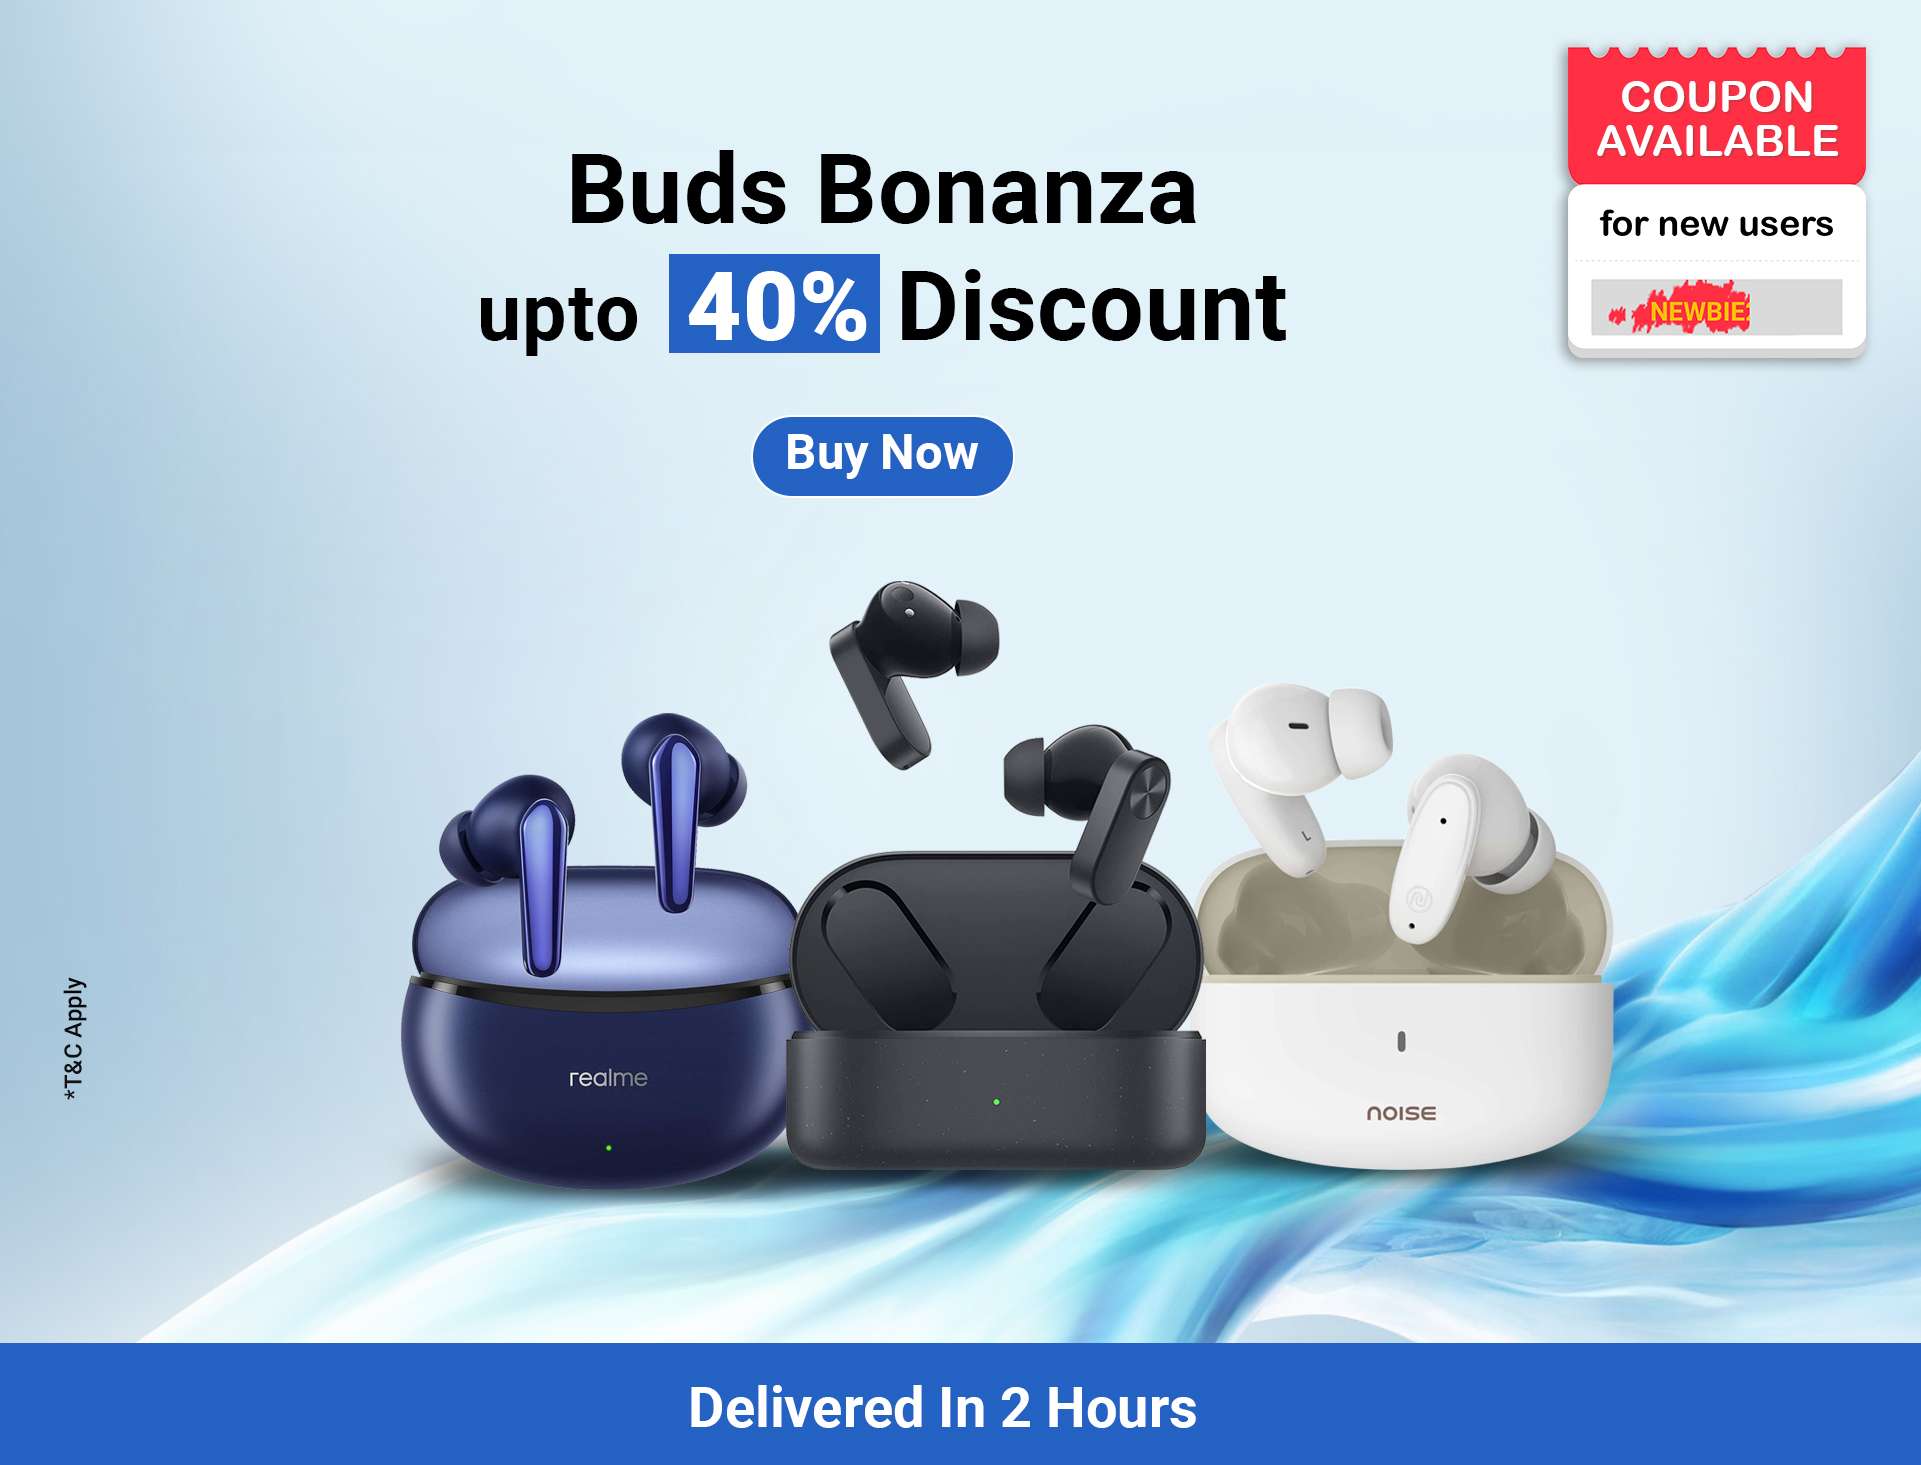 Buds Bonanza
upto 40% Discount
Buy Now
COUPON
AVAILABLE
for new users
NEWBIE
*T&C Apply
realme
NOISE
L
Delivered In 2 Hours